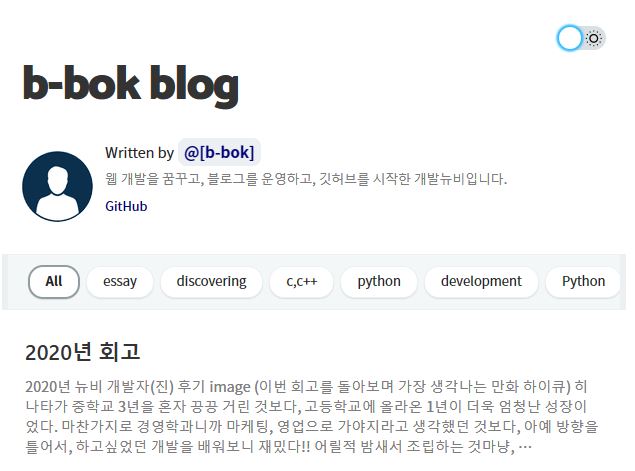 b-bok blog
Written by @[b-bok]
웹 개발을 꿈꾸고, 블로그를 운영하고, 깃허브를 시작한 개발뉴비입니다.
GitHub
All essay discovering c,c++ python development Python
2020년 회고
2020년 뉴비 개발자(진) 후기 image (이번 회고를 돌아보며 가장 생각나는 만화 하이큐) 히
나타가 중학교 3년을 혼자 끙끙 거린 것보다, 고등학교에 올라온 1년이 더욱 엄청난 성장이
었다. 마찬가지로 경영학과니까 마케팅, 영업으로 가야지라고 생각했던 것보다, 아예 방향을
틀어서, 하고싶었던 개발을 배워보니 재밌다!! 어릴적 밤새서 조립하는 것마냥, …